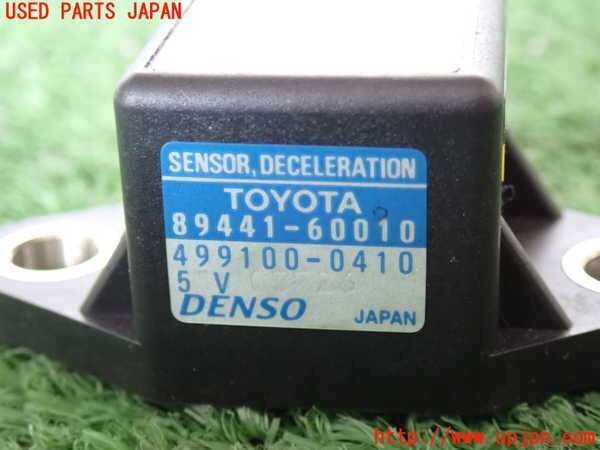 USED PARTS JAPAN
SENSOR, DECELERATION
TOYOTA
89441-60010
499100-0410
5 V
DENSO
JAPAN
http://www.upjpn.com